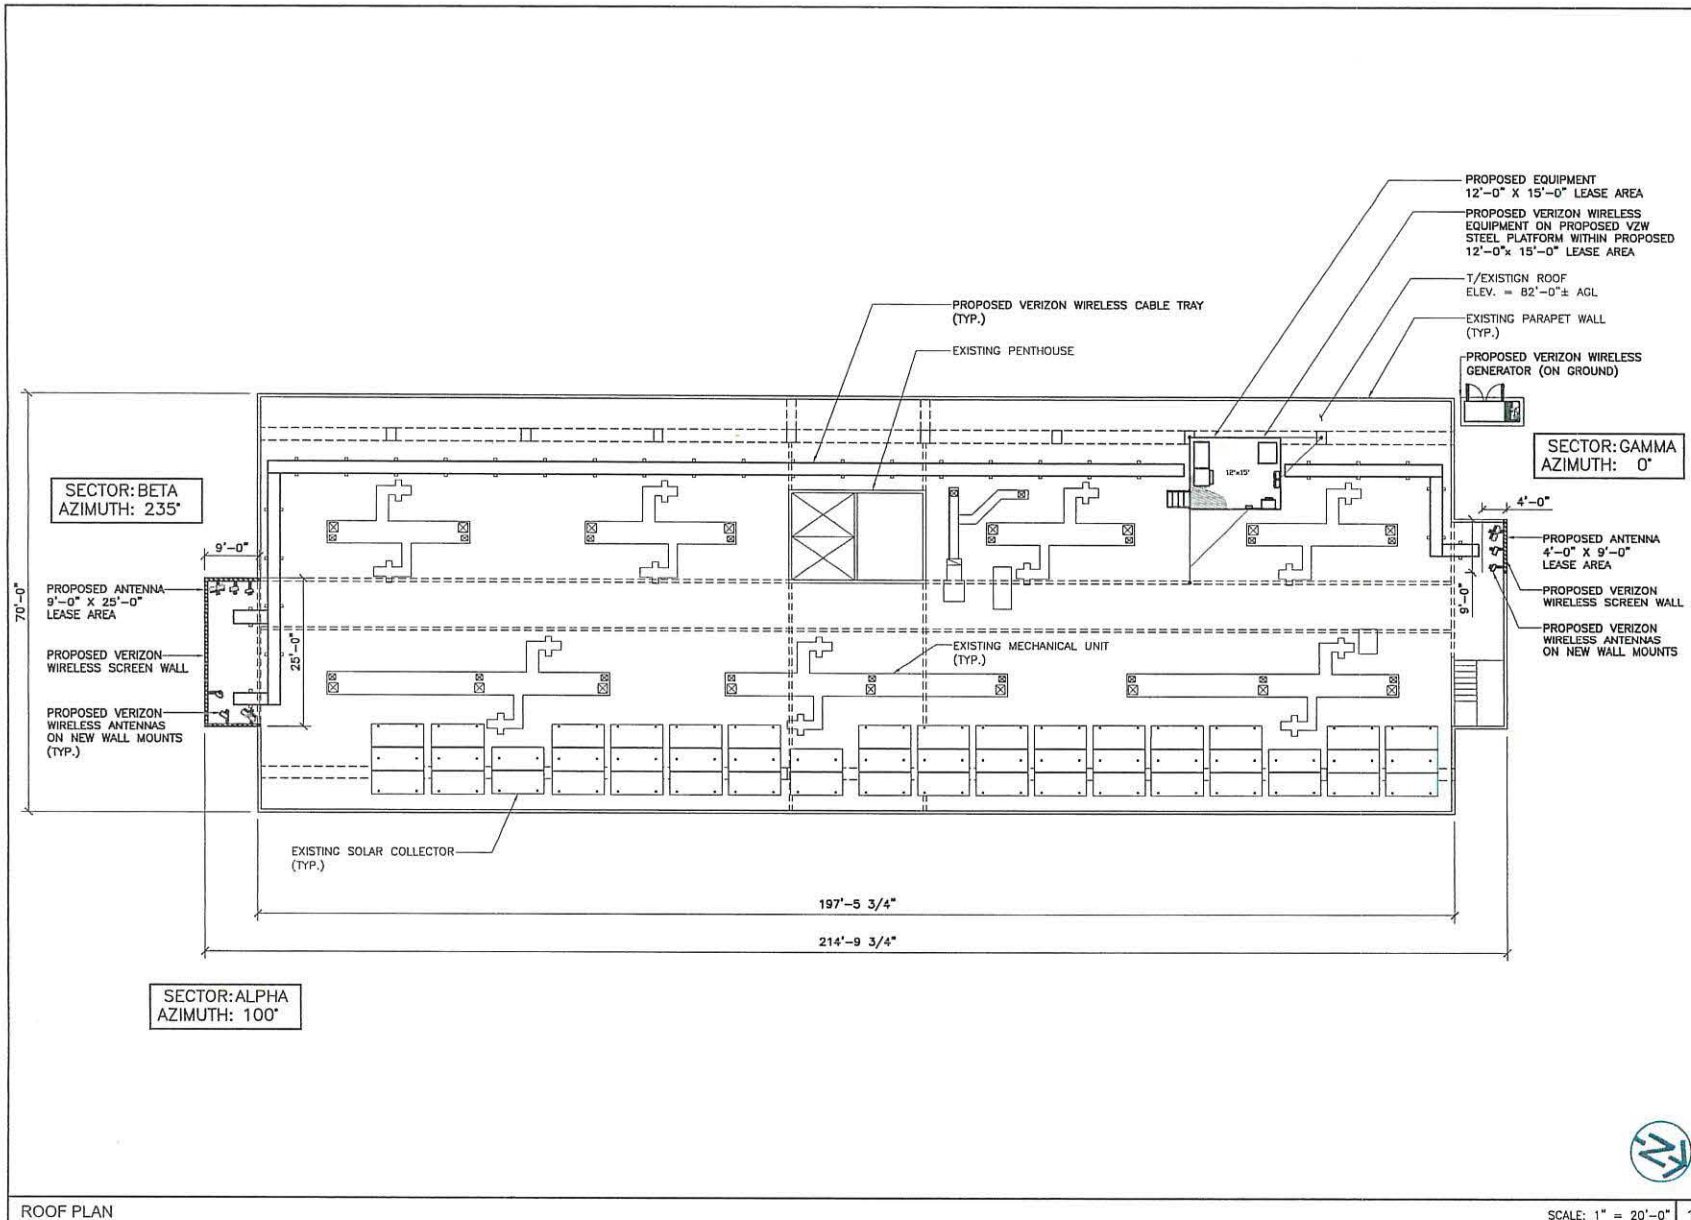 PROPOSED EQUIPMENT
12'-0" X 15'-0" LEASE AREA
PROPOSED VERIZON WIRELESS
EQUIPMENT ON PROPOSED VZW
STEEL PLATFORM WITHIN PROPOSED
12'-0"x 15'-0" LEASE AREA
T/EXISTIGN ROOF
ELEV. = 82'-0"± AGL
EXISTING PARAPET WALL
(TYP.)
PROPOSED VERIZON WIRELESS
GENERATOR (ON GROUND)
PROPOSED VERIZON WIRELESS CABLE TRAY
(TYP.)
EXISTING PENTHOUSE
SECTOR: GAMMA
AZIMUTH: 0°
SECTOR: BETA
AZIMUTH: 235°
12'x15'
4'-0"
9'-0"
PROPOSED ANTENNA
4'-0" X 9'-0"
LEASE AREA
PROPOSED VERIZON
WIRELESS SCREEN WALL
PROPOSED VERIZON
WIRELESS ANTENNAS
ON NEW WALL MOUNTS
9'-0"
70'-0"
PROPOSED ANTENNA
9'-0" X 25'-0"
LEASE AREA
PROPOSED VERIZON
WIRELESS SCREEN WALL
PROPOSED VERIZON
WIRELESS ANTENNAS
ON NEW WALL MOUNTS
(TYP.)
25'-0"
EXISTING MECHANICAL UNIT
(TYP.)
EXISTING SOLAR COLLECTOR
(TYP.)
197'-5 3/4"
214'-9 3/4"
SECTOR: ALPHA
AZIMUTH: 100°
N
ROOF PLAN
SCALE: 1" = 20'-0"